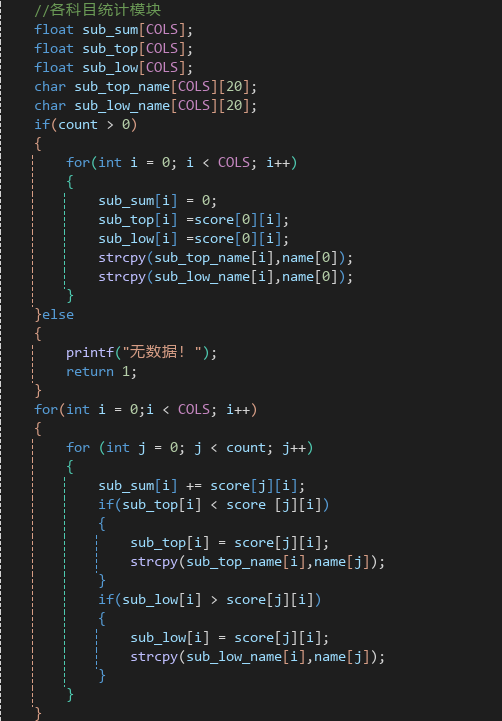 //各科目统计模块
float sub_sum[COLS];
float sub_top[COLS];
float sub_low[COLS];
char sub_top_name[COLS][20];
char sub_low_name[COLS][20];
if(count > 0)
{
    for(int i = 0; i < COLS; i++)
    {
        sub_sum[i] = 0;
        sub_top[i] =score[0][i];
        sub_low[i] =score[0][i];
        strcpy(sub_top_name[i],name[0]);
        strcpy(sub_low_name[i],name[0]);
    }
}else
{
    printf("无数据！");
    return 1;
}
for(int i = 0;i < COLS; i++)
{
    for (int j = 0; j < count; j++)
    {
        sub_sum[i] += score[j][i];
        if(sub_top[i] < score [j][i])
        {
            sub_top[i] = score[j][i];
            strcpy(sub_top_name[i],name[j]);
        }
        if(sub_low[i] > score[j][i])
        {
            sub_low[i] = score[j][i];
            strcpy(sub_low_name[i],name[j]);
        }
    }
}